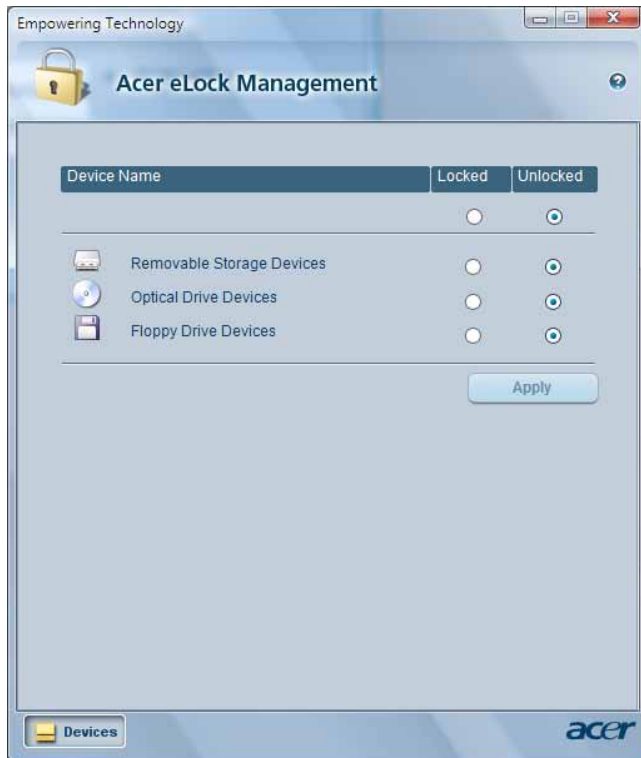 Empowering Technology
Acer eLock Management
Device Name Locked Unlocked
Removable Storage Devices
Optical Drive Devices
Floppy Drive Devices
Apply
Devices
acer